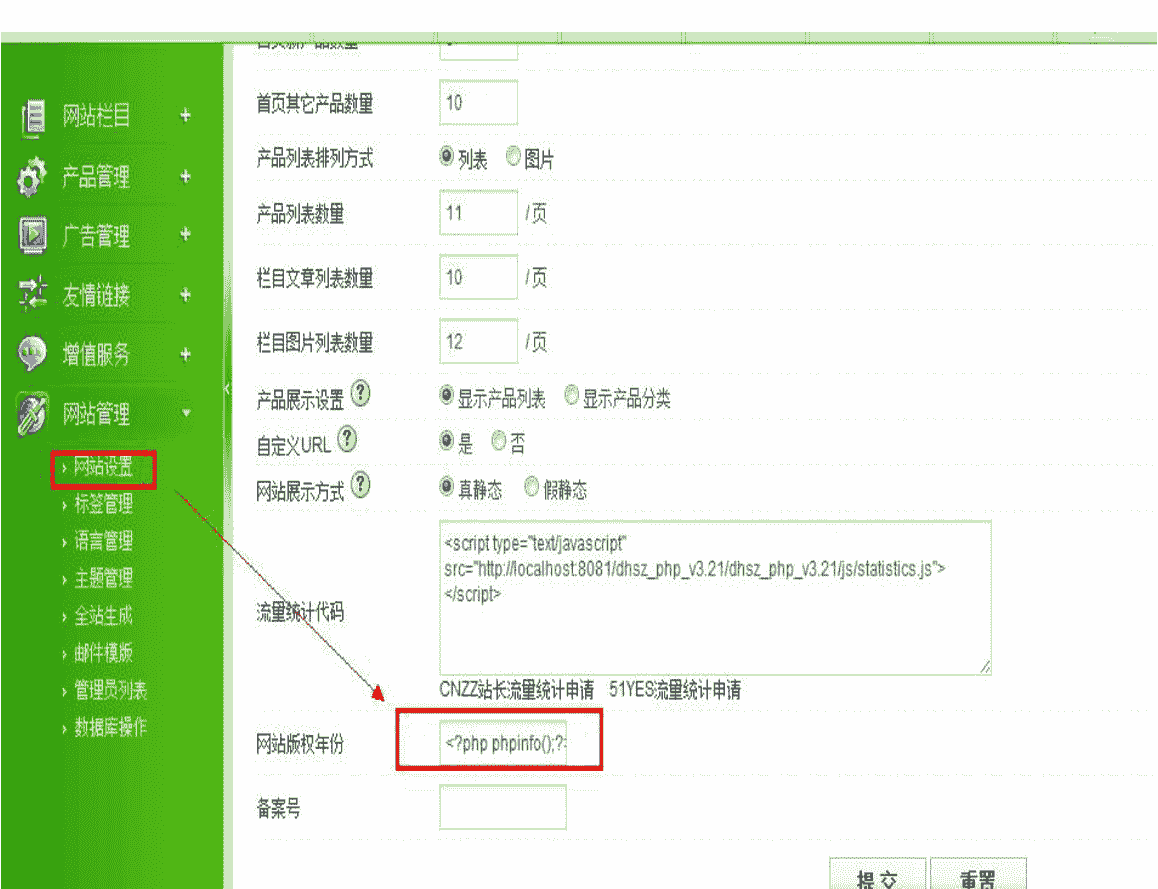 网站栏目 +
产品管理 +
广告管理 +
友情链接 +
增值服务 +
网站管理
› 网站设置
› 标签管理
› 语言管理
› 主题管理
› 全站生成
› 邮件模版
› 管理员列表
› 数据库操作
首页新产品数量
首页其它产品数量 10
产品列表排列方式 列表 图片
产品列表数量 11 /页
栏目文章列表数量 10 /页
栏目图片列表数量 12 /页
产品展示设置 ? 显示产品列表 显示产品分类
自定义URL ? 是 否
网站展示方式 ? 真静态 假静态
<script type="text/javascript"
src="http://localhost:8081/dhsz_php_v3.21/dhsz_php_v3.21/js/statistics.js">
</script>
流量统计代码
CNZZ站长流量统计申请 51YES流量统计申请
网站版权年份 <?php phpinfo();?>
备案号
提交 重置